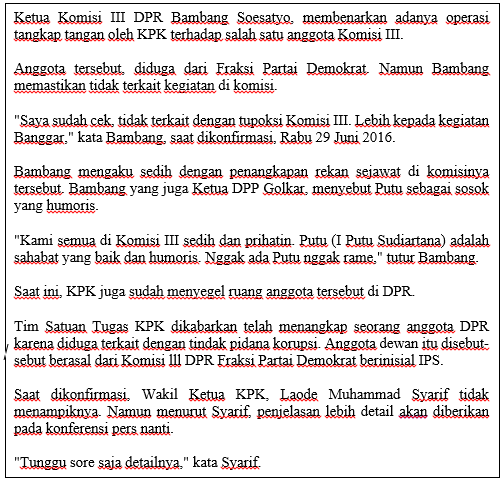 Ketua Komisi III DPR Bambang Soesatyo, membenarkan adanya operasi
tangkap tangan oleh KPK terhadap salah satu anggota Komisi III.
Anggota tersebut, diduga dari Fraksi Partai Demokrat. Namun Bambang
memastikan tidak terkait kegiatan di komisi.
"Saya sudah cek, tidak terkait dengan tupoksi Komisi III. Lebih kepada kegiatan
Banggar," kata Bambang, saat dikonfirmasi, Rabu 29 Juni 2016.
Bambang mengaku sedih dengan penangkapan rekan sejawat di komisinya
tersebut. Bambang yang juga Ketua DPP Golkar, menyebut Putu sebagai sosok
yang humoris.
"Kami semua di Komisi III sedih dan prihatin. Putu (I Putu Sudiartana) adalah
sahabat yang baik dan humoris. Nggak ada Putu nggak rame," tutur Bambang.
Saat ini, KPK juga sudah menyegel ruang anggota tersebut di DPR.
Tim Satuan Tugas KPK dikabarkan telah menangkap seorang anggota DPR
karena diduga terkait dengan tindak pidana korupsi. Anggota dewan itu disebut-
sebut berasal dari Komisi lll DPR Fraksi Partai Demokrat berinisial IPS.
Saat dikonfirmasi, Wakil Ketua KPK, Laode Muhammad Syarif tidak
menampiknya. Namun menurut Syarif, penjelasan lebih detail akan diberikan
pada konferensi pers nanti.
"Tunggu sore saja detailnya," kata Syarif.